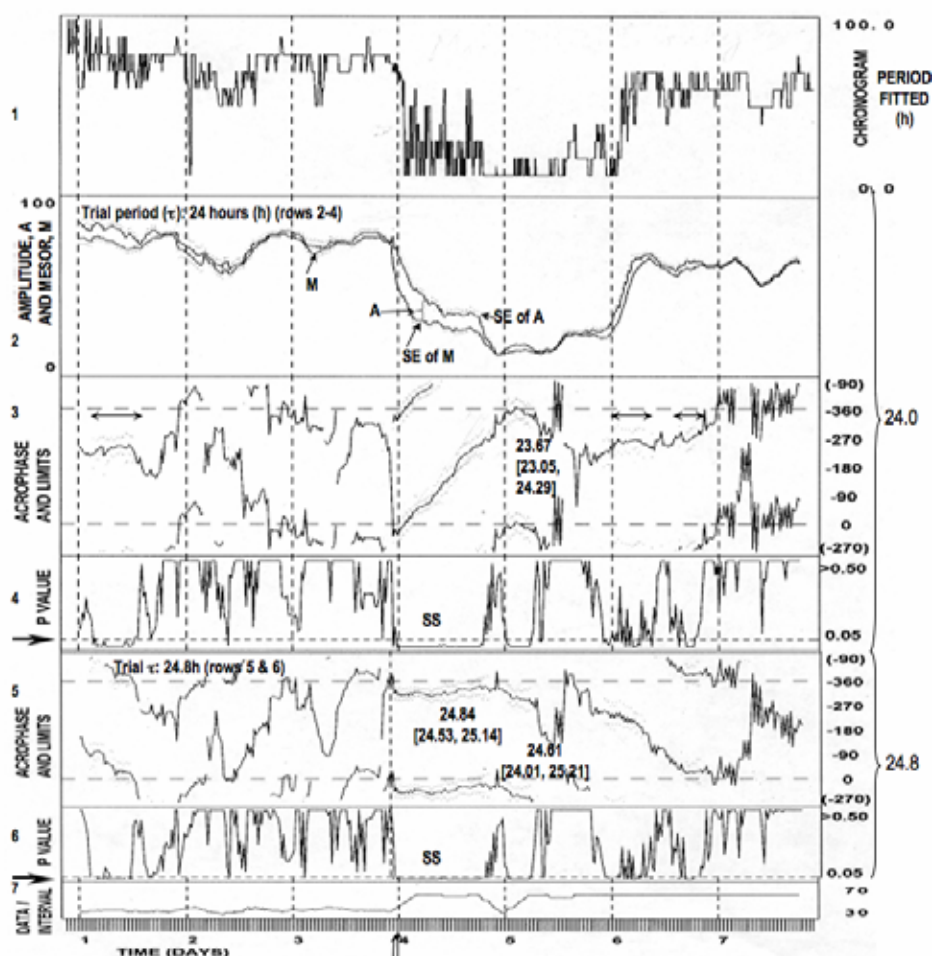 100. 0
CHRONOGRAM
PERIOD
FITTED
(h)
1
0. 0
100
Trial period (τ): 24 hours (h) (rows 2-4)
AMPLITUDE, A
AND MESOR, M
M
A
SE of A
SE of M
2
0
3
ACROPHASE
AND LIMITS
(-90)
-360
-270
-180
-90
0
(-270)
24.0
23.67
[23.05,
24.29]
4
P VALUE
SS
>0.50
0.05
Trial τ: 24.8h (rows 5 & 6)
5
ACROPHASE
AND LIMITS
(-90)
-360
-270
-180
-90
0
(-270)
24.84
[24.53, 25.14]
24.61
[24.01, 25.21]
24.8
6
P VALUE
SS
>0.50
0.05
7
DATA /
INTERVAL
70
30
1 2 3 4 5 6 7
TIME (DAYS)